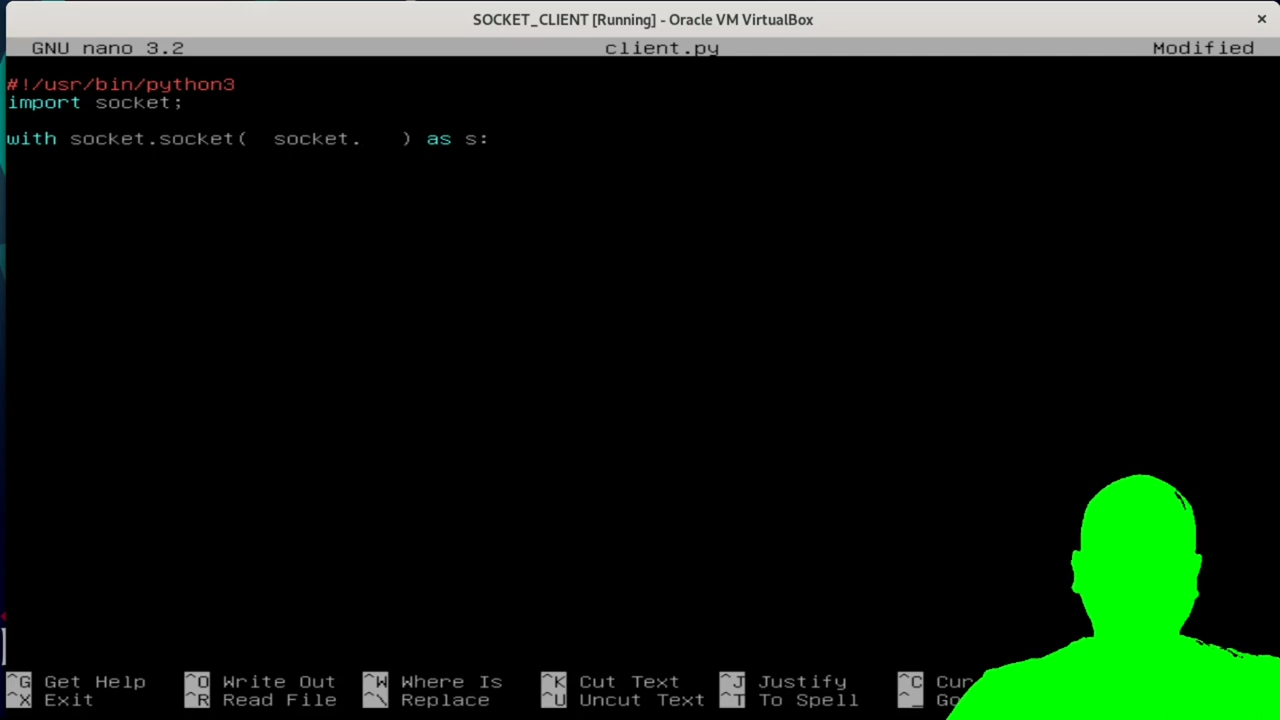 SOCKET_CLIENT [Running] - Oracle VM VirtualBox ×
GNU nano 3.2 client.py Modified
#!/usr/bin/python3
import socket;
with socket.socket(  socket.   ) as s:
^G Get Help ^O Write Out ^W Where Is ^K Cut Text ^J Justify ^C Cur
^X Exit ^R Read File ^\ Replace ^U Uncut Text ^T To Spell ^_ Go